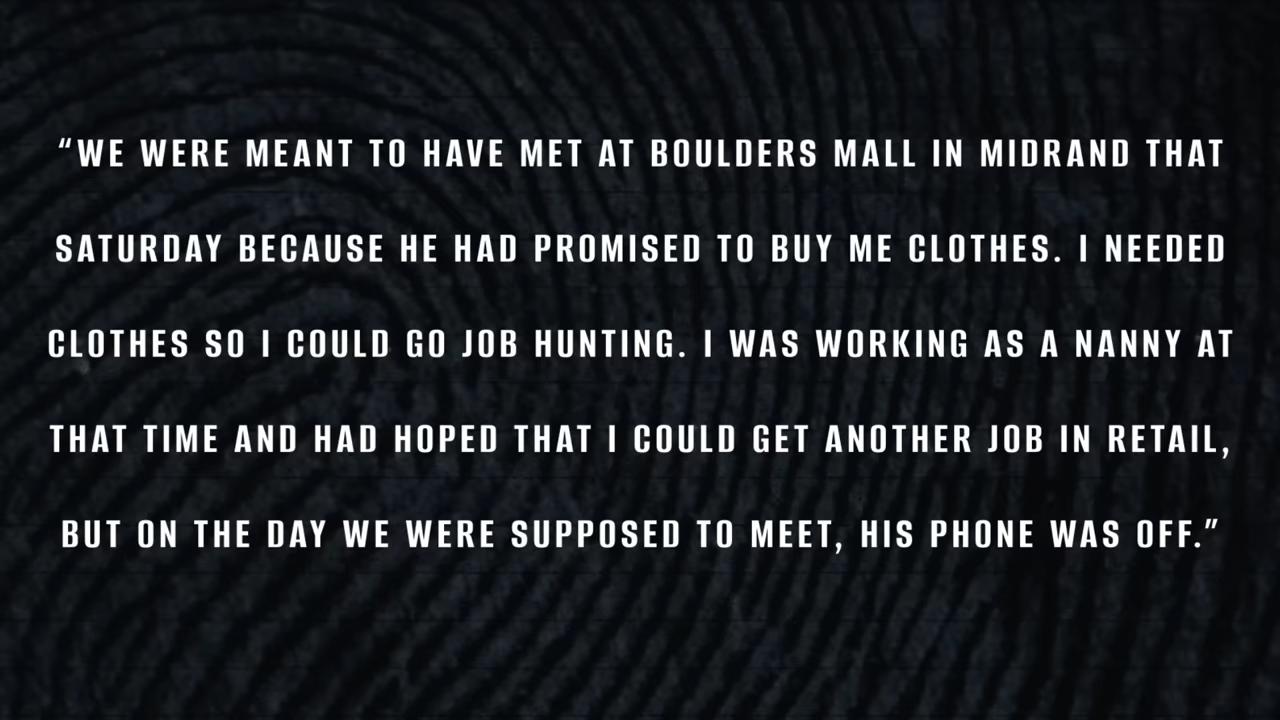 “WE WERE MEANT TO HAVE MET AT BOULDERS MALL IN MIDRAND THAT
SATURDAY BECAUSE HE HAD PROMISED TO BUY ME CLOTHES. I NEEDED
CLOTHES SO I COULD GO JOB HUNTING. I WAS WORKING AS A NANNY AT
THAT TIME AND HAD HOPED THAT I COULD GET ANOTHER JOB IN RETAIL,
BUT ON THE DAY WE WERE SUPPOSED TO MEET, HIS PHONE WAS OFF.”